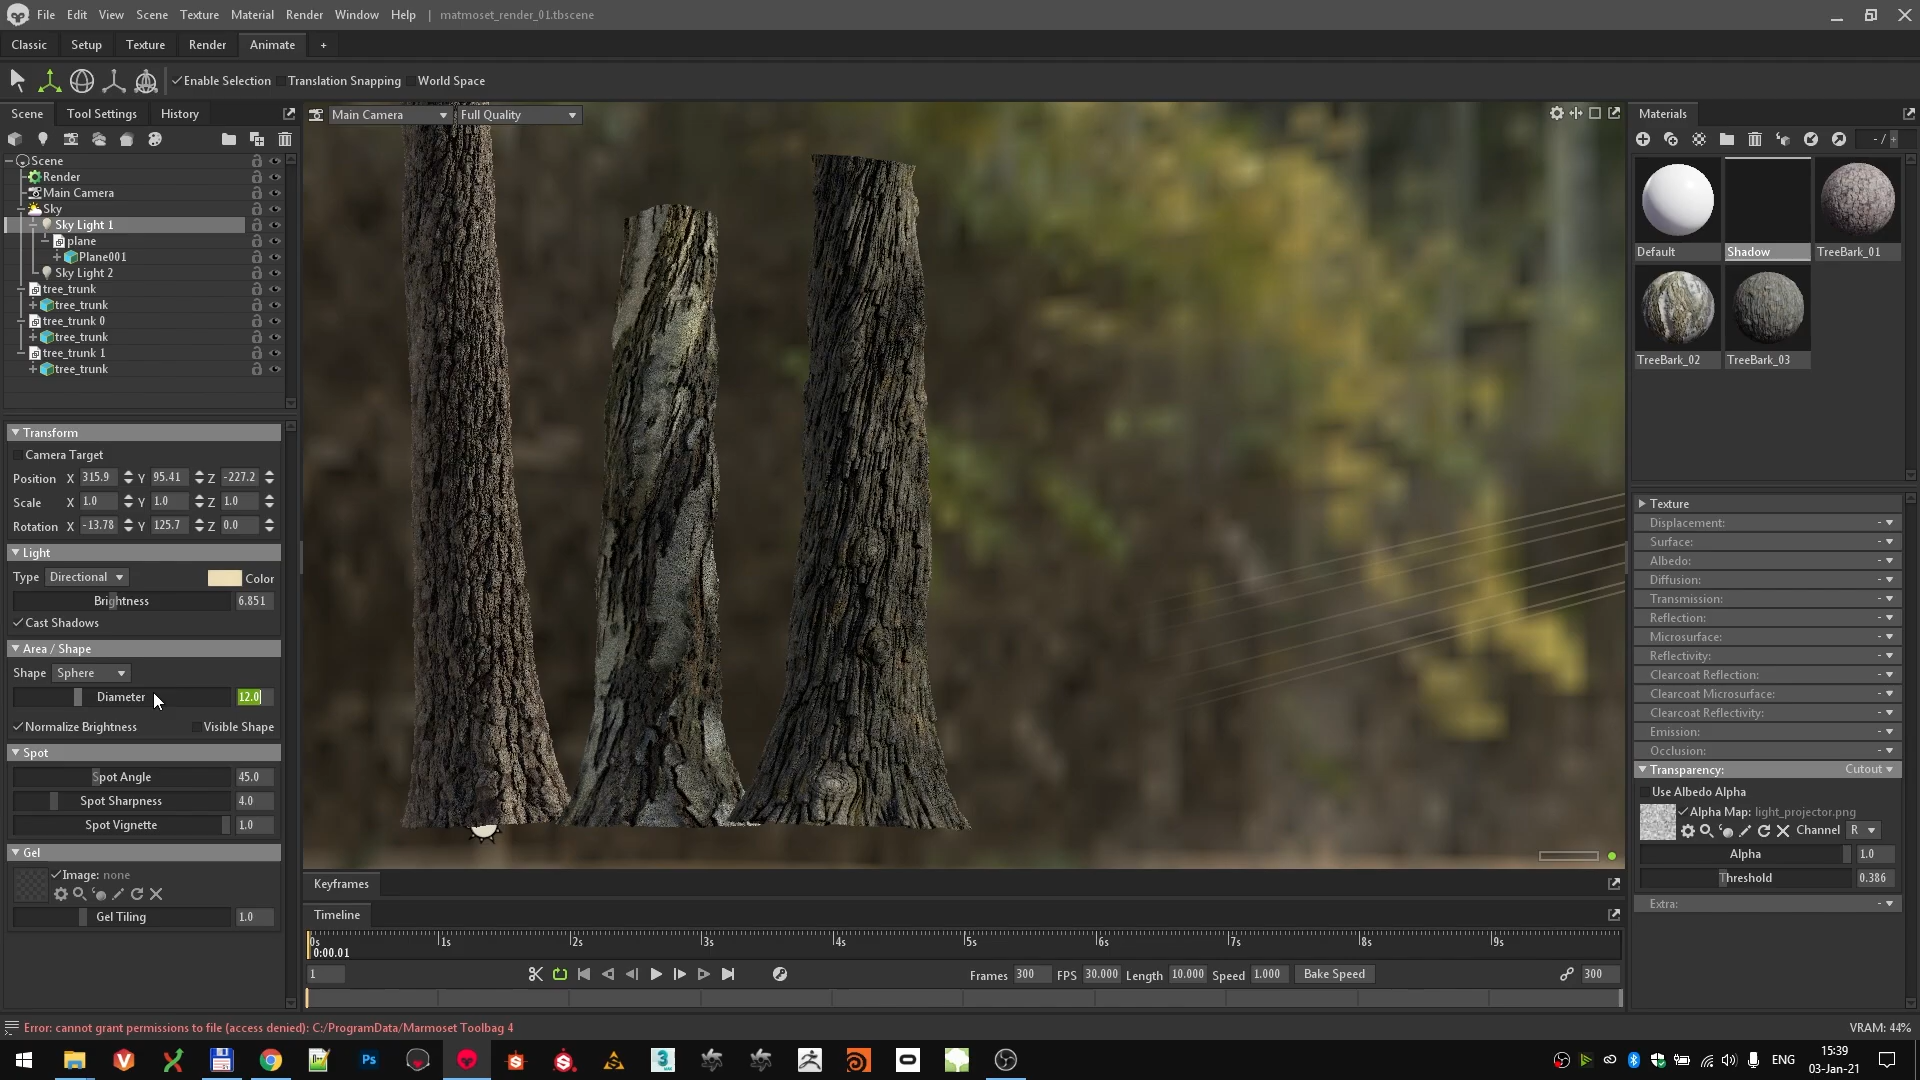 File Edit View Scene Texture Material Render Window Help | matmoset_render_01.tbscene
Classic Setup Texture Render Animate +
Enable Selection Translation Snapping World Space
Scene Tool Settings History
Main Camera Full Quality
Materials
- / +
Scene
Render
Main Camera
Sky
Sky Light 1
plane
Plane001
Sky Light 2
tree_trunk
tree_trunk
tree_trunk 0
tree_trunk
tree_trunk 1
tree_trunk
Default Shadow TreeBark_01
TreeBark_02 TreeBark_03
Transform
Camera Target
Position X 315.9 Y 95.41 Z -227.2
Scale X 1.0 Y 1.0 Z 1.0
Rotation X -13.78 Y 125.7 Z 0.0
Light
Type Directional Color
Brightness 6.851
Cast Shadows
Area / Shape
Shape Sphere
Diameter 12.0
Normalize Brightness Visible Shape
Spot
Spot Angle 45.0
Spot Sharpness 4.0
Spot Vignette 1.0
Gel
Image: none
Gel Tiling 1.0
Texture
Displacement: -
Surface: -
Albedo: -
Diffusion: -
Transmission: -
Reflection: -
Microsurface: -
Reflectivity: -
Clearcoat Reflection: -
Clearcoat Microsurface: -
Clearcoat Reflectivity: -
Emission: -
Occlusion: -
Transparency: Cutout
Use Albedo Alpha
Alpha Map: light_projector.png
Channel R
Alpha 1.0
Threshold 0.386
Extra: -
Keyframes
Timeline
0s 1s 2s 3s 4s 5s 6s 7s 8s 9s
0:00.01
1 Frames 300 FPS 30.000 Length 10.000 Speed 1.000 Bake Speed 300
Error: cannot grant permissions to file (access denied): C:/ProgramData/Marmoset Toolbag 4
VRAM: 44%
Ps
3
MAX
ENG
15:39
03-Jan-21